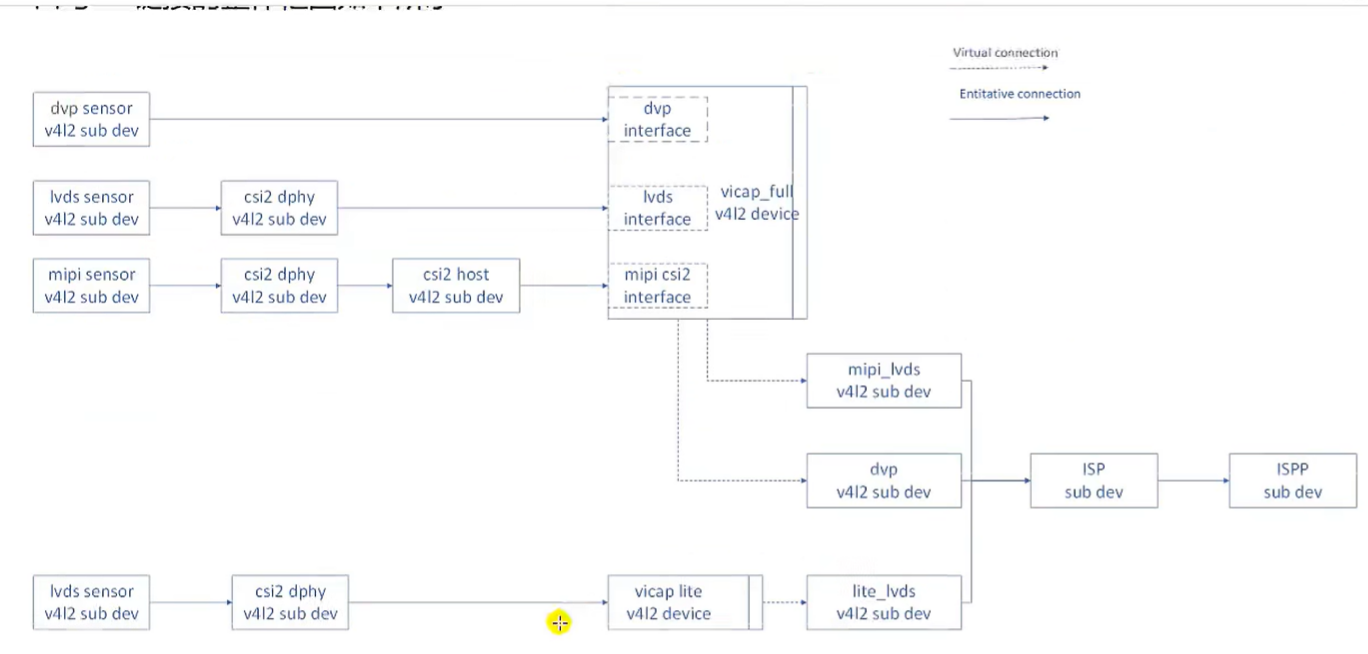 Virtual connection
Entitative connection
dvp sensor
v4l2 sub dev
dvp
interface
lvds sensor
v4l2 sub dev
csi2 dphy
v4l2 sub dev
lvds
interface
vicap_full
v4l2 device
mipi sensor
v4l2 sub dev
csi2 dphy
v4l2 sub dev
csi2 host
v4l2 sub dev
mipi csi2
interface
mipi_lvds
v4l2 sub dev
dvp
v4l2 sub dev
ISP
sub dev
ISPP
sub dev
lvds sensor
v4l2 sub dev
csi2 dphy
v4l2 sub dev
vicap lite
v4l2 device
lite_lvds
v4l2 sub dev